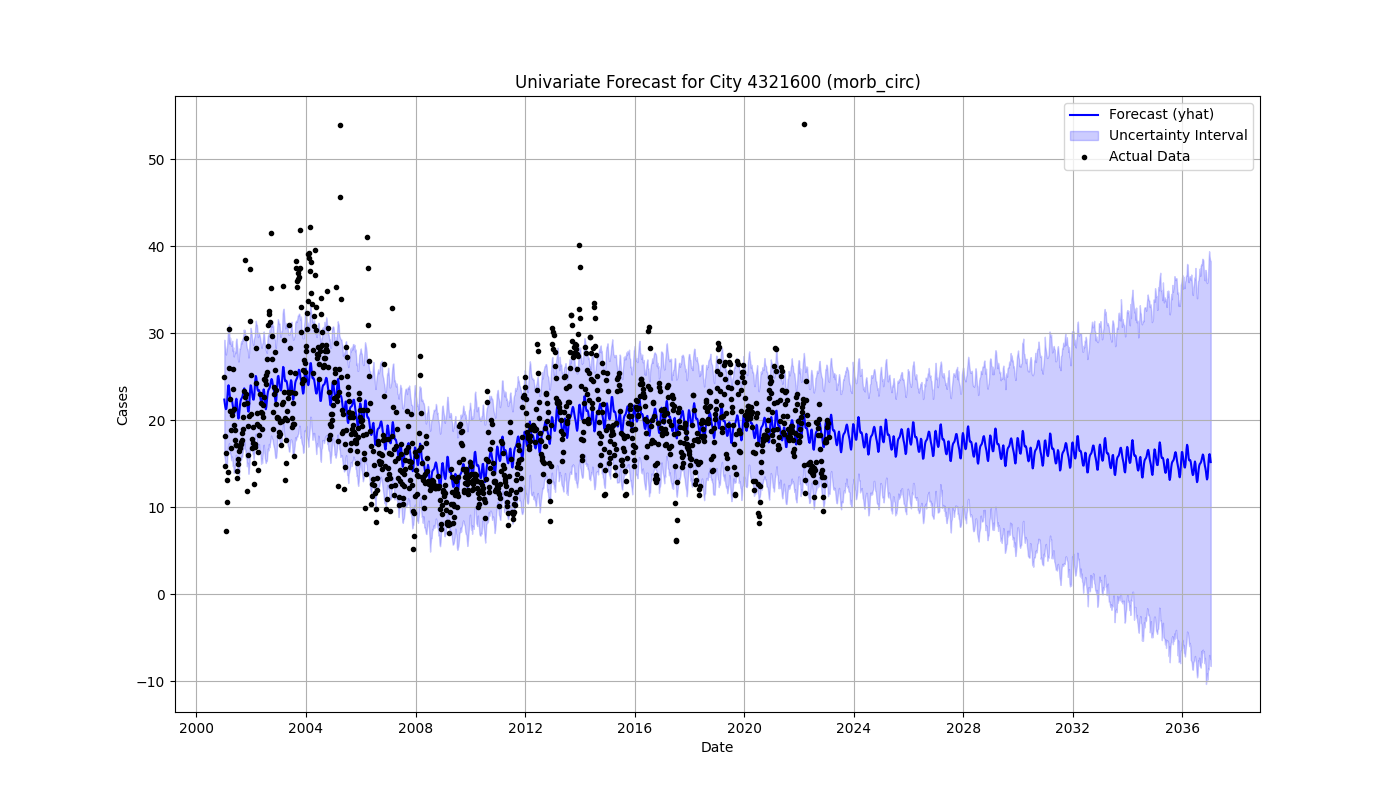 Univariate Forecast for City 4321600 (morb_circ)
Forecast (yhat)
Uncertainty Interval
Actual Data
Cases
50
40
30
20
10
0
−10
2000 2004 2008 2012 2016 2020 2024 2028 2032 2036
Date